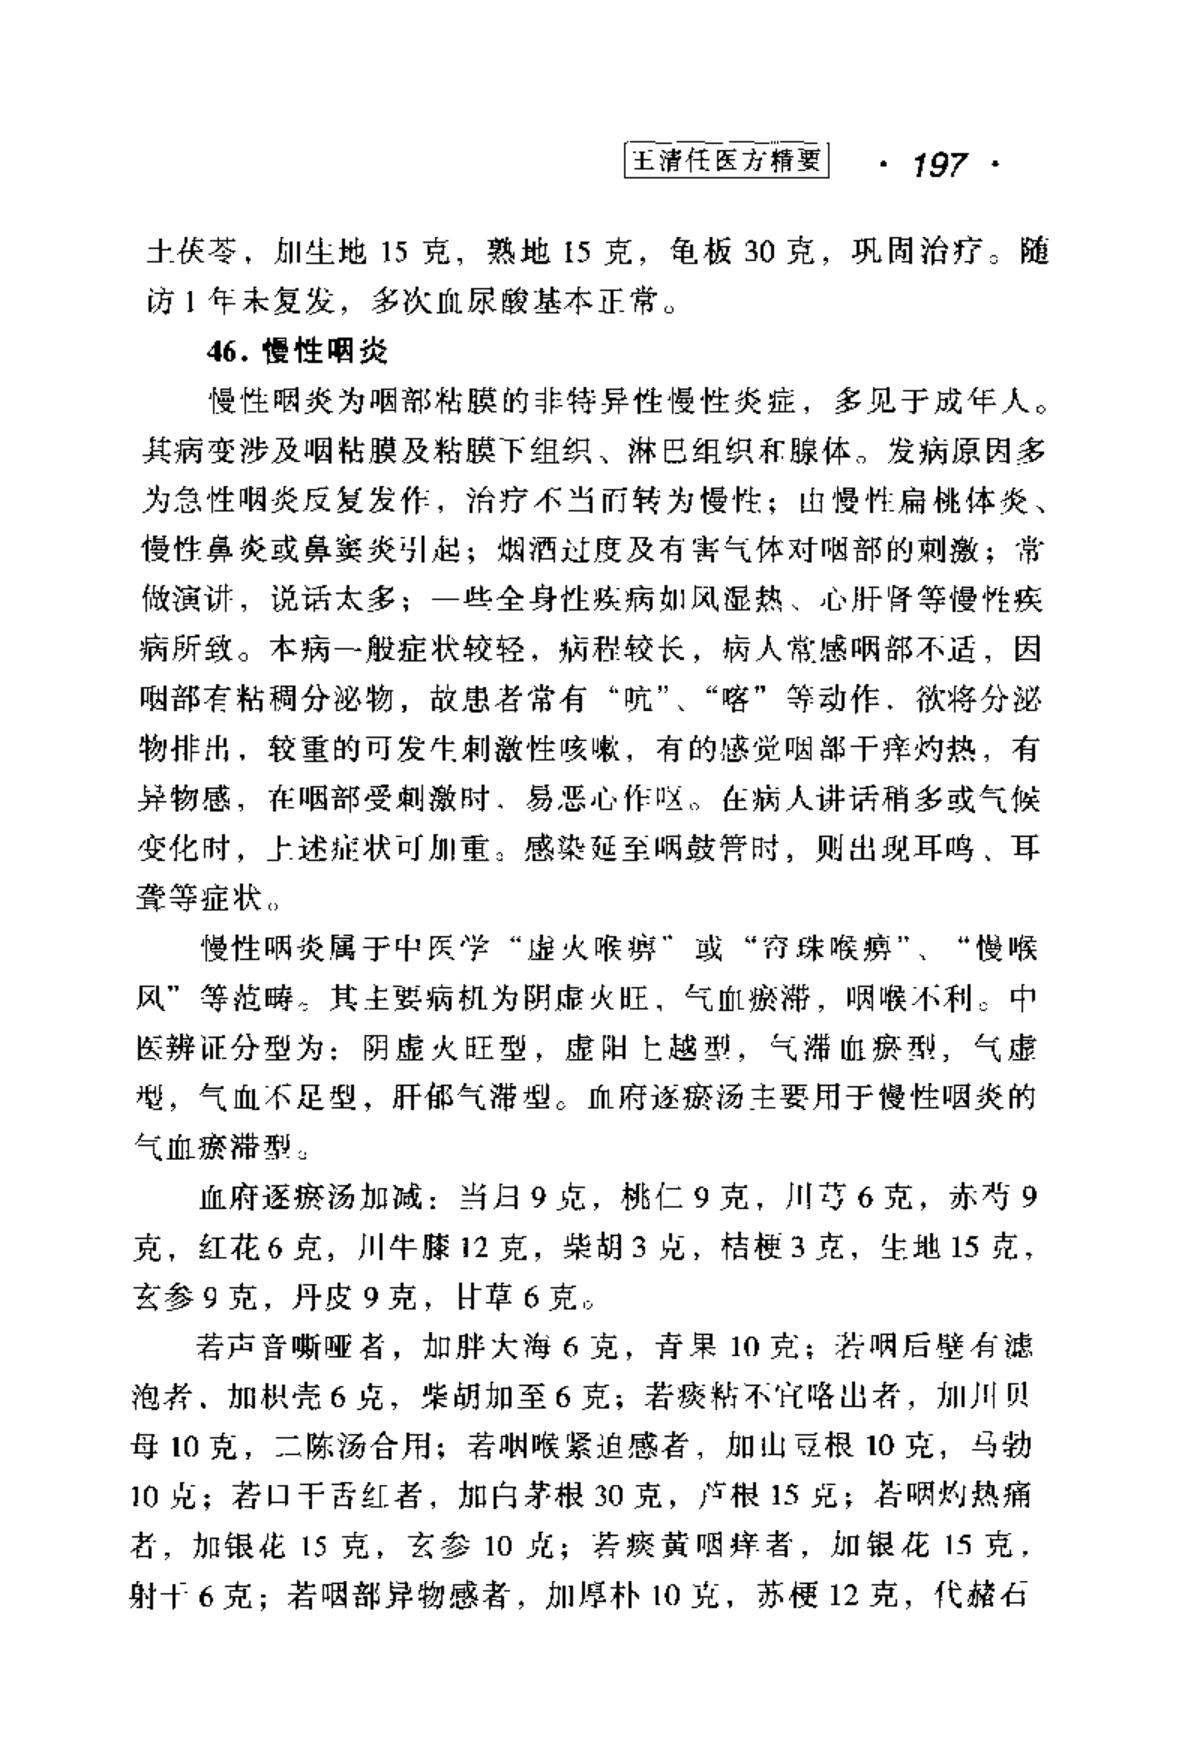 王清任医方精要 · 197 ·
土茯苓，加生地 15 克，熟地 15 克，龟板 30 克，巩固治疗。随
访 1 年未复发，多次血尿酸基本正常。
46. 慢性咽炎
慢性咽炎为咽部粘膜的非特异性慢性炎症，多见于成年人。
其病变涉及咽粘膜及粘膜下组织、淋巴组织和腺体。发病原因多
为急性咽炎反复发作，治疗不当而转为慢性；由慢性扁桃体炎、
慢性鼻炎或鼻窦炎引起；烟酒过度及有害气体对咽部的刺激；常
做演讲，说话太多；一些全身性疾病如风湿热、心肝肾等慢性疾
病所致。本病一般症状较轻，病程较长，病人常感咽部不适，因
咽部有粘稠分泌物，故患者常有“吭”、“喀”等动作，欲将分泌
物排出，较重的可发生刺激性咳嗽，有的感觉咽部干痒灼热，有
异物感，在咽部受刺激时，易恶心作呕。在病人讲话稍多或气候
变化时，上述症状可加重。感染延至咽鼓管时，则出现耳鸣、耳
聋等症状。
慢性咽炎属于中医学“虚火喉痹”或“帘珠喉痹”、“慢喉
风”等范畴。其主要病机为阴虚火旺，气血瘀滞，咽喉不利。中
医辨证分型为：阴虚火旺型，虚阳上越型，气滞血瘀型，气虚
型，气血不足型，肝郁气滞型。血府逐瘀汤主要用于慢性咽炎的
气血瘀滞型。
血府逐瘀汤加减：当归 9 克，桃仁 9 克，川芎 6 克，赤芍 9
克，红花 6 克，川牛膝 12 克，柴胡 3 克，桔梗 3 克，生地 15 克，
玄参 9 克，丹皮 9 克，甘草 6 克。
若声音嘶哑者，加胖大海 6 克，青果 10 克；若咽后壁有滤
泡者，加枳壳 6 克，柴胡加至 6 克；若痰粘不宜咯出者，加川贝
母 10 克，二陈汤合用；若咽喉紧迫感者，加山豆根 10 克，马勃
10 克；若口干舌红者，加白茅根 30 克，芦根 15 克；若咽灼热痛
者，加银花 15 克，玄参 10 克；若痰黄咽痒者，加银花 15 克，
射干 6 克；若咽部异物感者，加厚朴 10 克，苏梗 12 克，代赭石